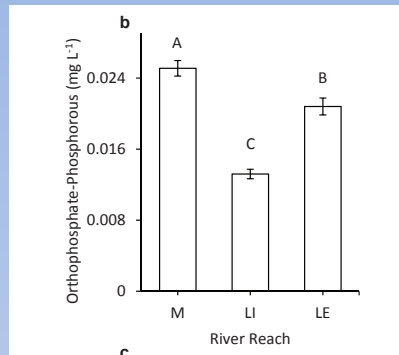 b
Orthophosphate-Phosphorous (mg L-1)
0.024
0.016
0.008
0
A
C
B
M LI LE
River Reach
c